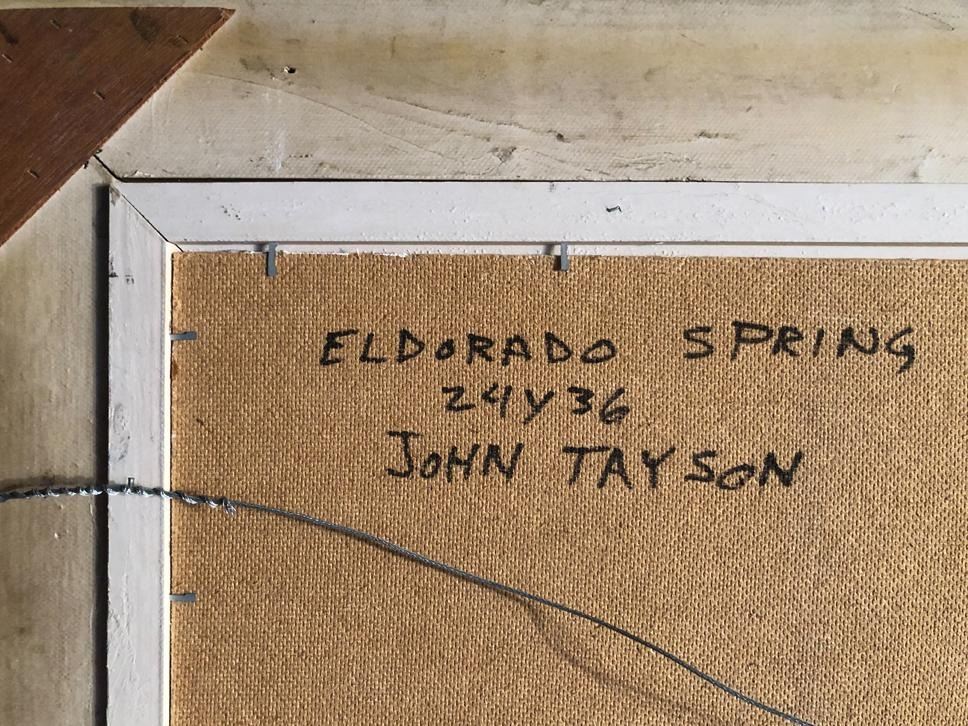 ELDORADO SPRING
24Y36
JOHN TAYSON